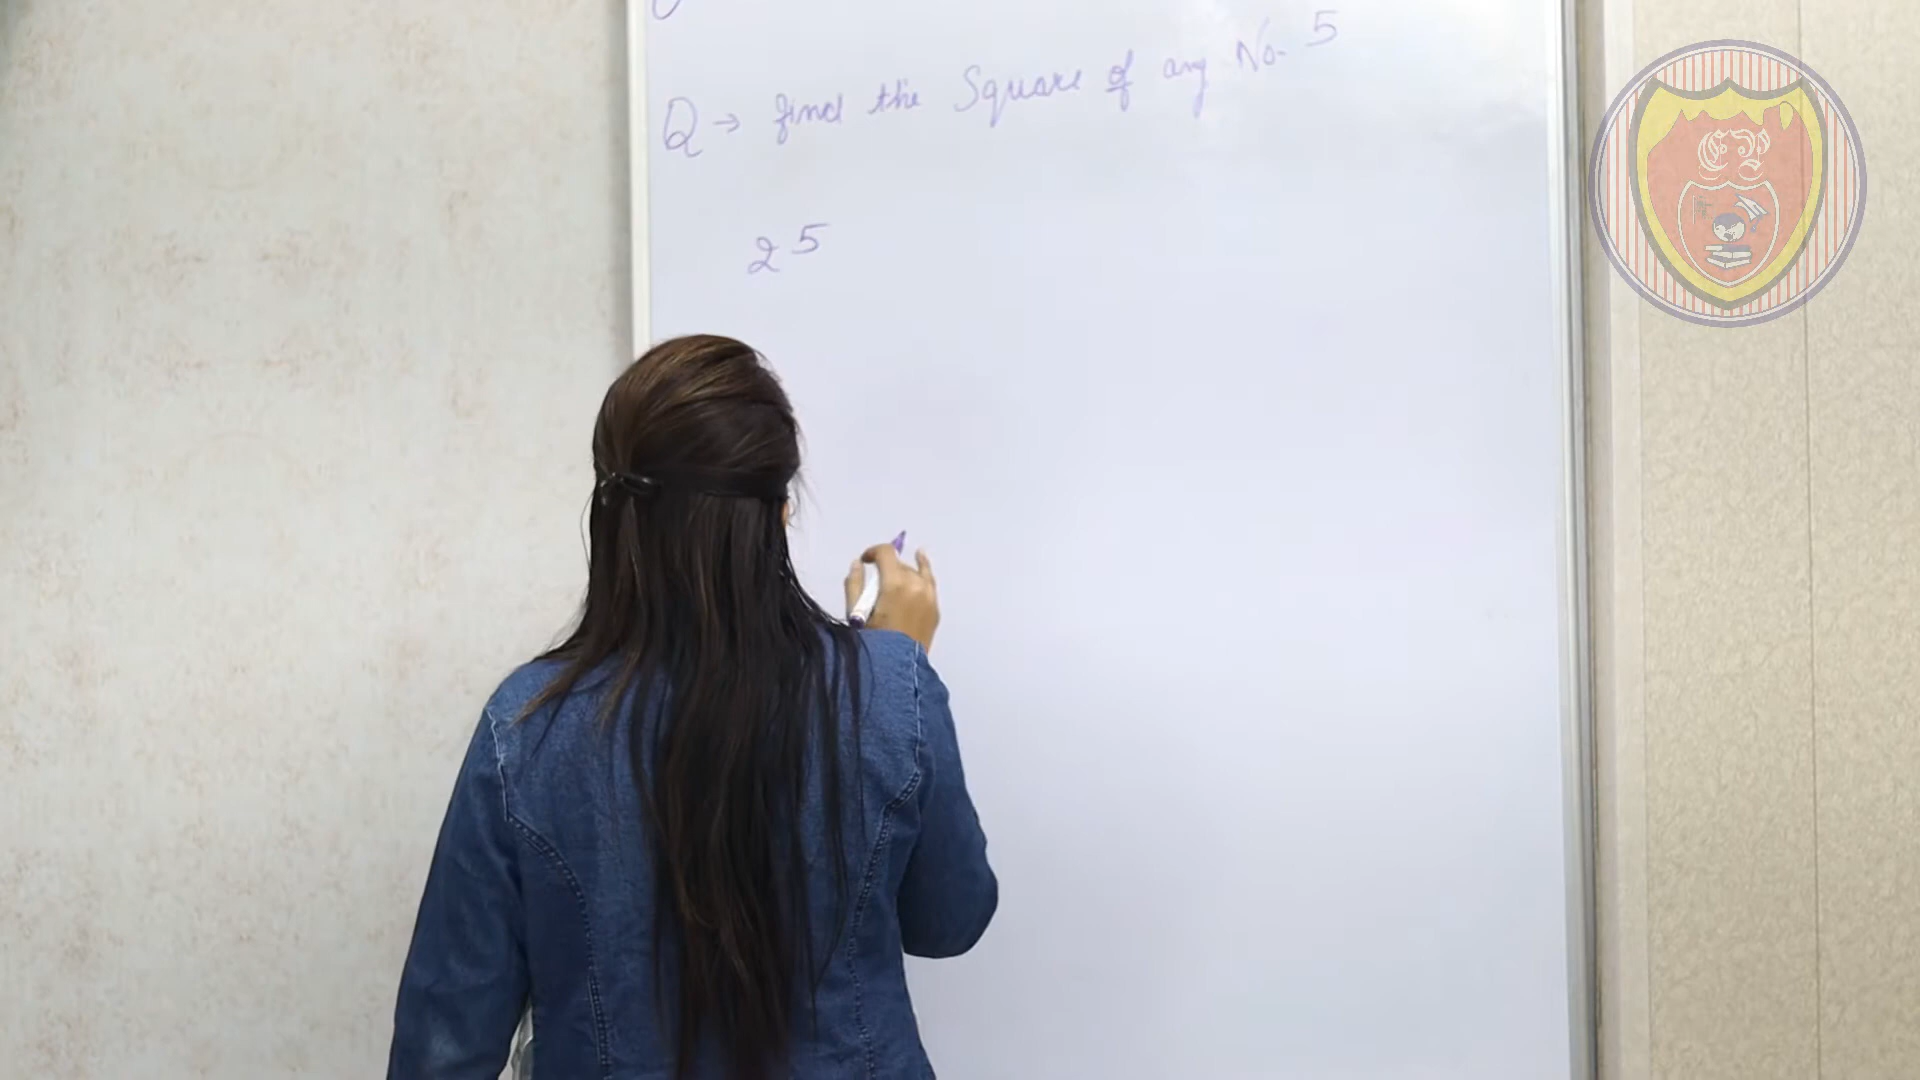 Q → find the Square of any No. 5
25